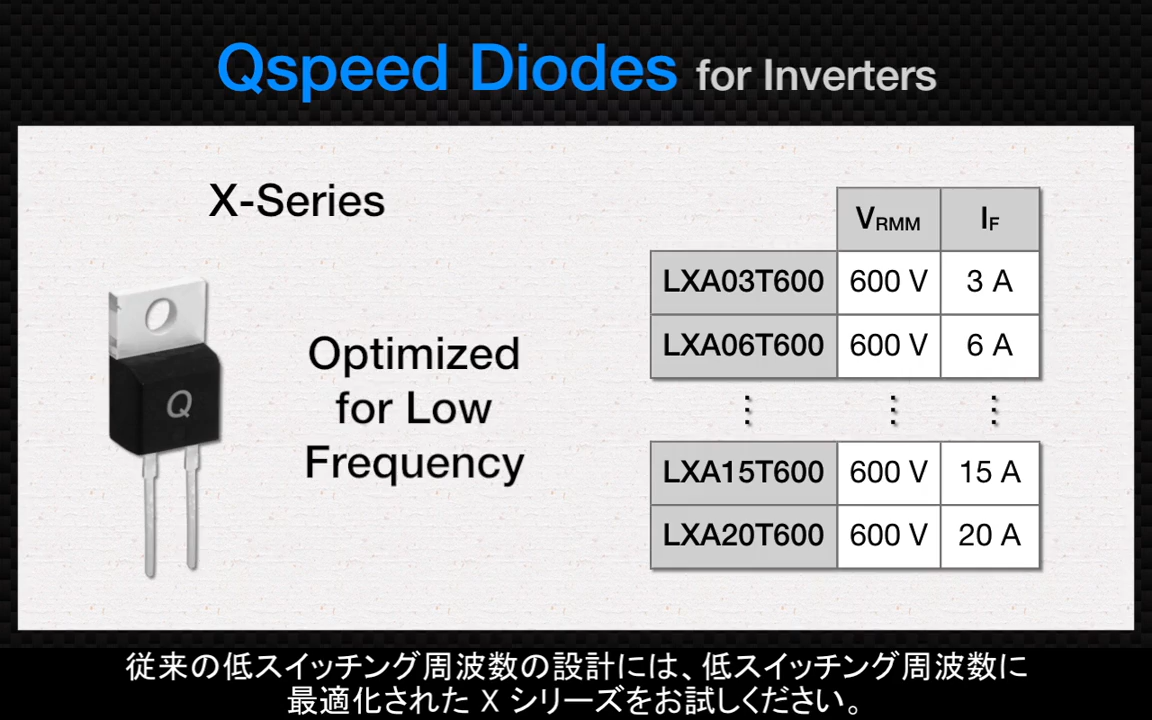 Qspeed Diodes for Inverters
X-Series
Q
Optimized
for Low
Frequency
VRMM IF
LXA03T600 600 V 3 A
LXA06T600 600 V 6 A
⋮ ⋮ ⋮
LXA15T600 600 V 15 A
LXA20T600 600 V 20 A
従来の低スイッチング周波数の設計には、低スイッチング周波数に
最適化された X シリーズをお試しください。